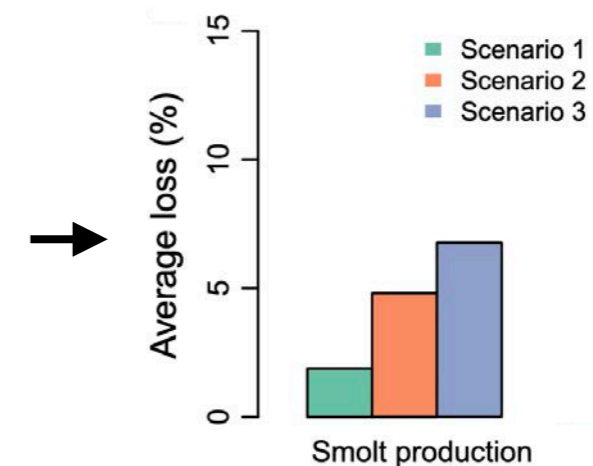 Average loss (%)
15
10
5
0
Scenario 1
Scenario 2
Scenario 3
Smolt production